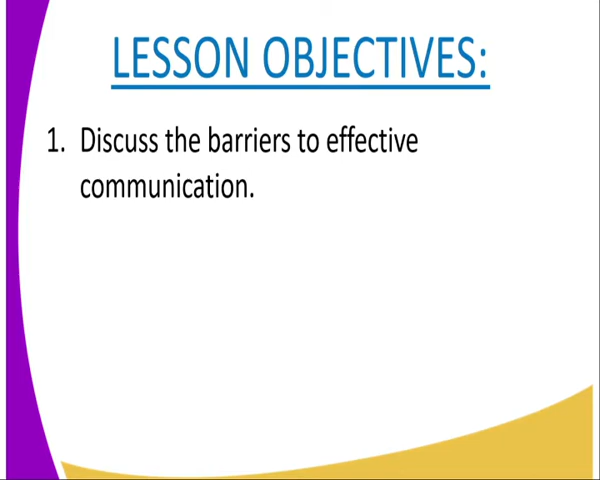 LESSON OBJECTIVES:
1. Discuss the barriers to effective
communication.